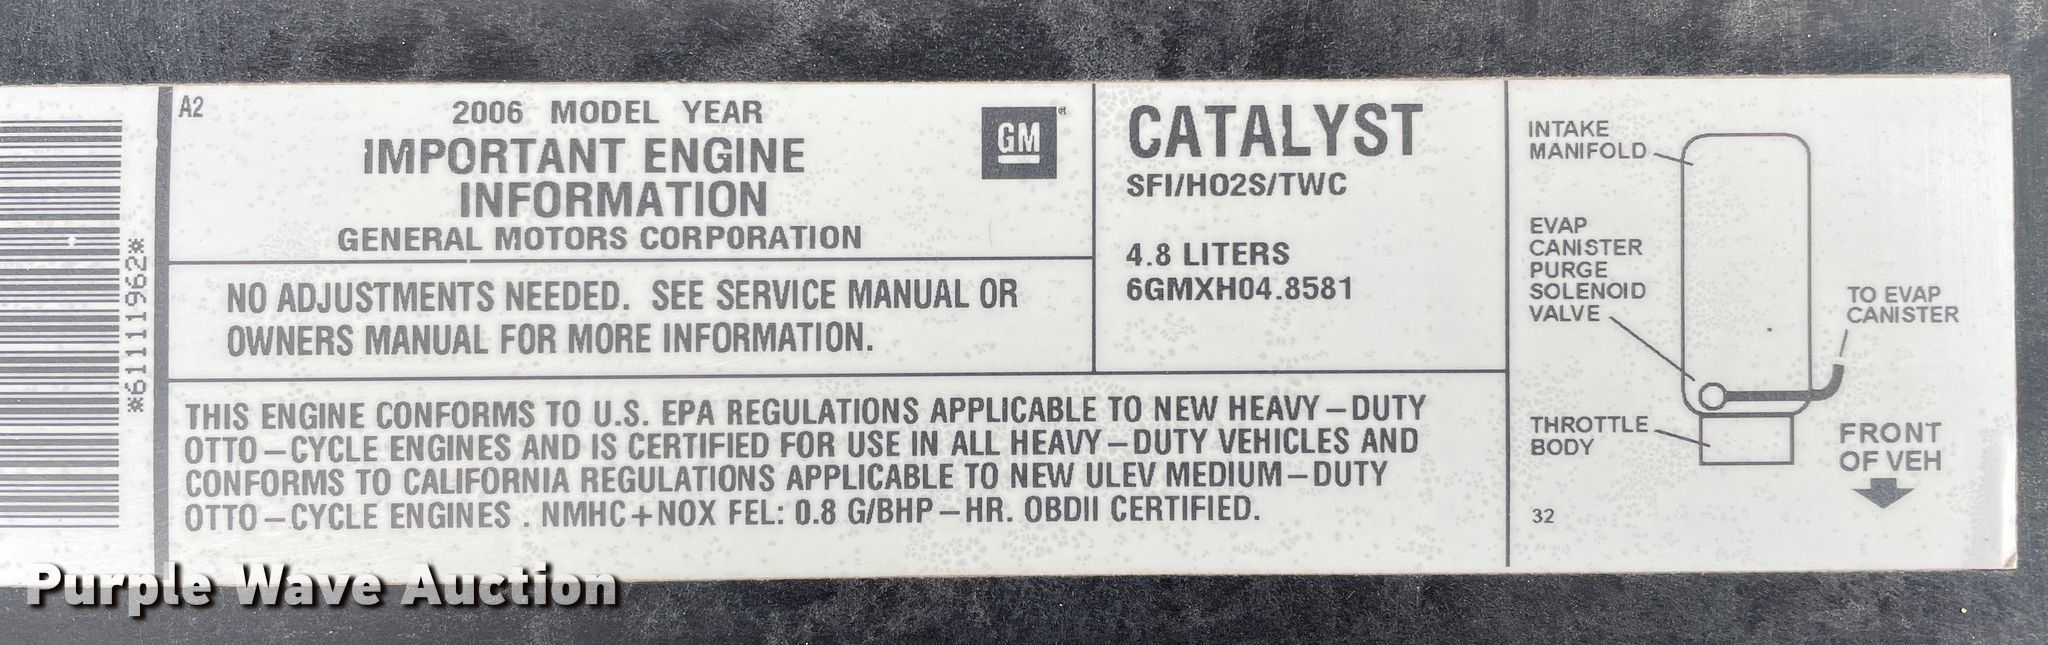 *61111962*
A2
2006 MODEL YEAR
IMPORTANT ENGINE
INFORMATION
GENERAL MOTORS CORPORATION
GM
NO ADJUSTMENTS NEEDED. SEE SERVICE MANUAL OR
OWNERS MANUAL FOR MORE INFORMATION.
CATALYST
SFI/HO2S/TWC
4.8 LITERS
6GMXH04.8581
THIS ENGINE CONFORMS TO U.S. EPA REGULATIONS APPLICABLE TO NEW HEAVY-DUTY
OTTO-CYCLE ENGINES AND IS CERTIFIED FOR USE IN ALL HEAVY-DUTY VEHICLES AND
CONFORMS TO CALIFORNIA REGULATIONS APPLICABLE TO NEW ULEV MEDIUM-DUTY
OTTO-CYCLE ENGINES . NMHC+NOX FEL: 0.8 G/BHP-HR. OBDII CERTIFIED.
INTAKE
MANIFOLD
EVAP
CANISTER
PURGE
SOLENOID
VALVE
TO EVAP
CANISTER
THROTTLE
BODY
FRONT
OF VEH
32
Purple Wave Auction